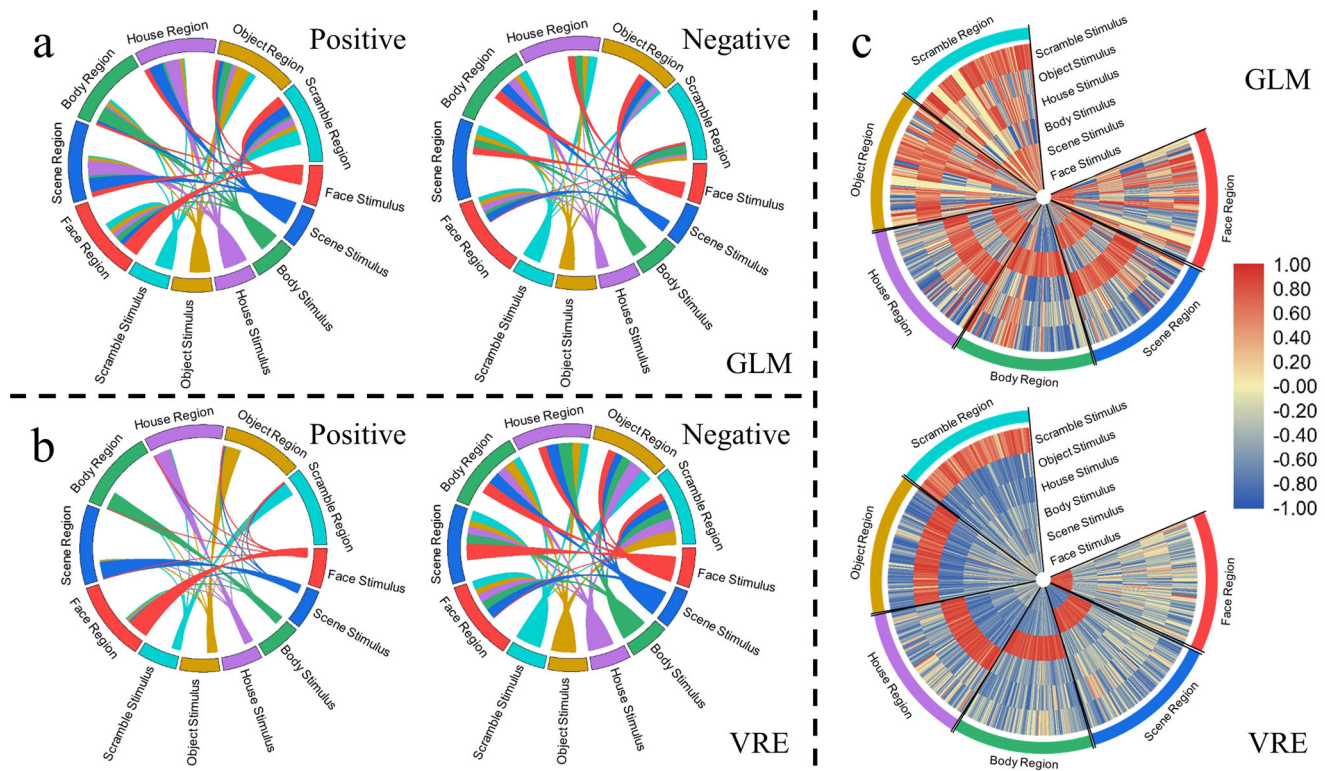 a
Positive
House Region
Object Region
Scramble Region
Face Stimulus
Scene Stimulus
Body Stimulus
House Stimulus
Object Stimulus
Scramble Stimulus
Face Region
Scene Region
Body Region
Negative
House Region
Object Region
Scramble Region
Face Stimulus
Scene Stimulus
Body Stimulus
House Stimulus
Object Stimulus
Scramble Stimulus
Face Region
Scene Region
Body Region
GLM
b
Positive
House Region
Object Region
Scramble Region
Face Stimulus
Scene Stimulus
Body Stimulus
House Stimulus
Object Stimulus
Scramble Stimulus
Face Region
Scene Region
Body Region
Negative
House Region
Object Region
Scramble Region
Face Stimulus
Scene Stimulus
Body Stimulus
House Stimulus
Object Stimulus
Scramble Stimulus
Face Region
Scene Region
Body Region
VRE
c
GLM
Scramble Region
Scramble Stimulus
Object Stimulus
House Stimulus
Body Stimulus
Scene Stimulus
Face Stimulus
Face Region
Scene Region
Body Region
House Region
Object Region
1.00
0.80
0.60
0.40
0.20
-0.00
-0.20
-0.40
-0.60
-0.80
-1.00
Scramble Region
Scramble Stimulus
Object Stimulus
House Stimulus
Body Stimulus
Scene Stimulus
Face Stimulus
Face Region
Scene Region
Body Region
House Region
Object Region
VRE